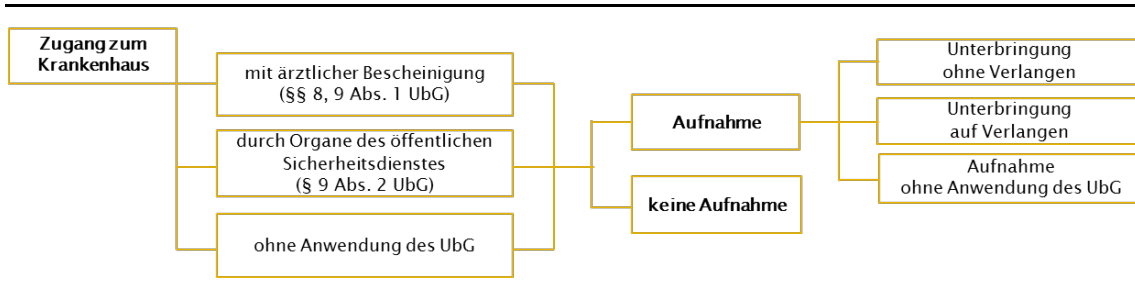 Zugang zum
Krankenhaus
mit ärztlicher Bescheinigung
(§§ 8, 9 Abs. 1 UbG)
durch Organe des öffentlichen
Sicherheitsdienstes
(§ 9 Abs. 2 UbG)
ohne Anwendung des UbG
Aufnahme
keine Aufnahme
Unterbringung
ohne Verlangen
Unterbringung
auf Verlangen
Aufnahme
ohne Anwendung des UbG